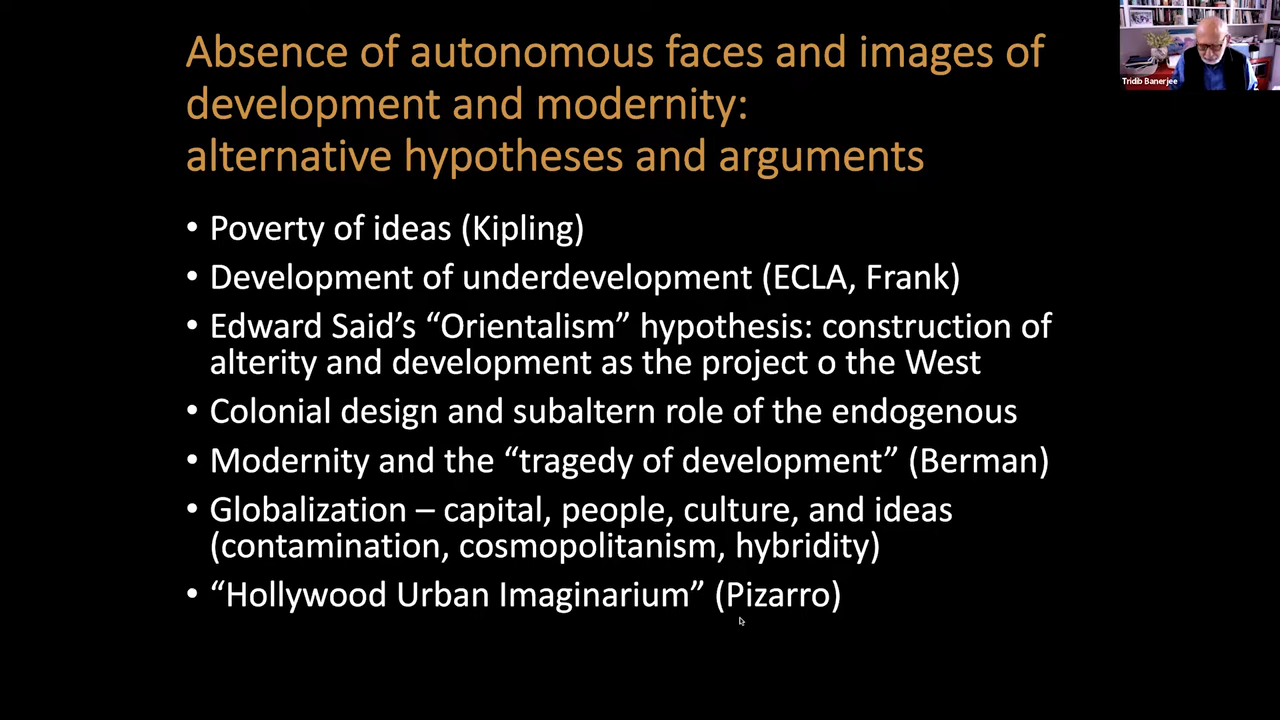 Absence of autonomous faces and images of
development and modernity:
alternative hypotheses and arguments
• Poverty of ideas (Kipling)
• Development of underdevelopment (ECLA, Frank)
• Edward Said’s “Orientalism” hypothesis: construction of
alterity and development as the project o the West
• Colonial design and subaltern role of the endogenous
• Modernity and the “tragedy of development” (Berman)
• Globalization – capital, people, culture, and ideas
(contamination, cosmopolitanism, hybridity)
• “Hollywood Urban Imaginarium” (Pizarro)
Tridib Banerjee